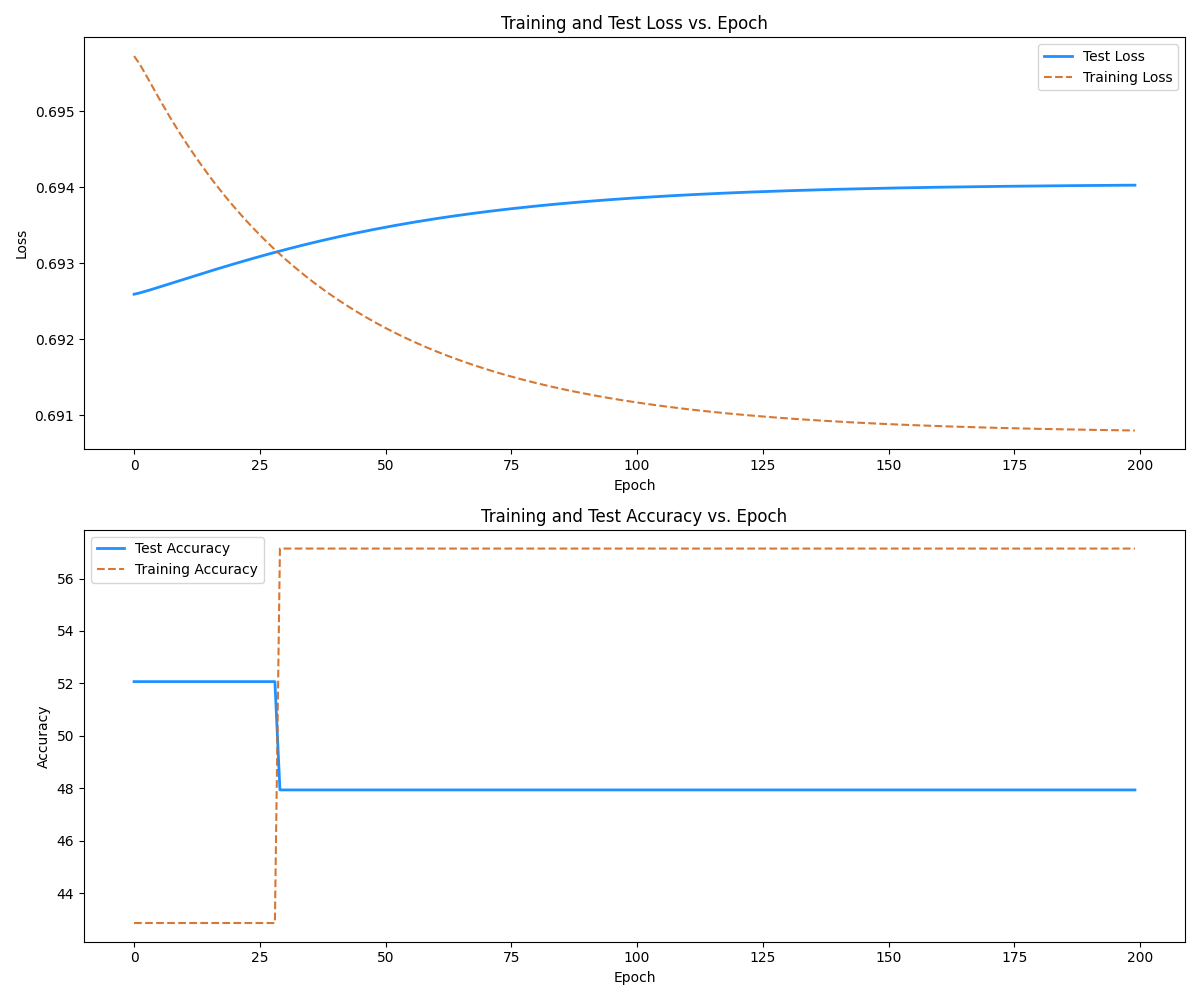 Training and Test Loss vs. Epoch
Test Loss
Training Loss
Loss
0.695
0.694
0.693
0.692
0.691
0 25 50 75 100 125 150 175 200
Epoch
Training and Test Accuracy vs. Epoch
Test Accuracy
Training Accuracy
Accuracy
56
54
52
50
48
46
44
0 25 50 75 100 125 150 175 200
Epoch